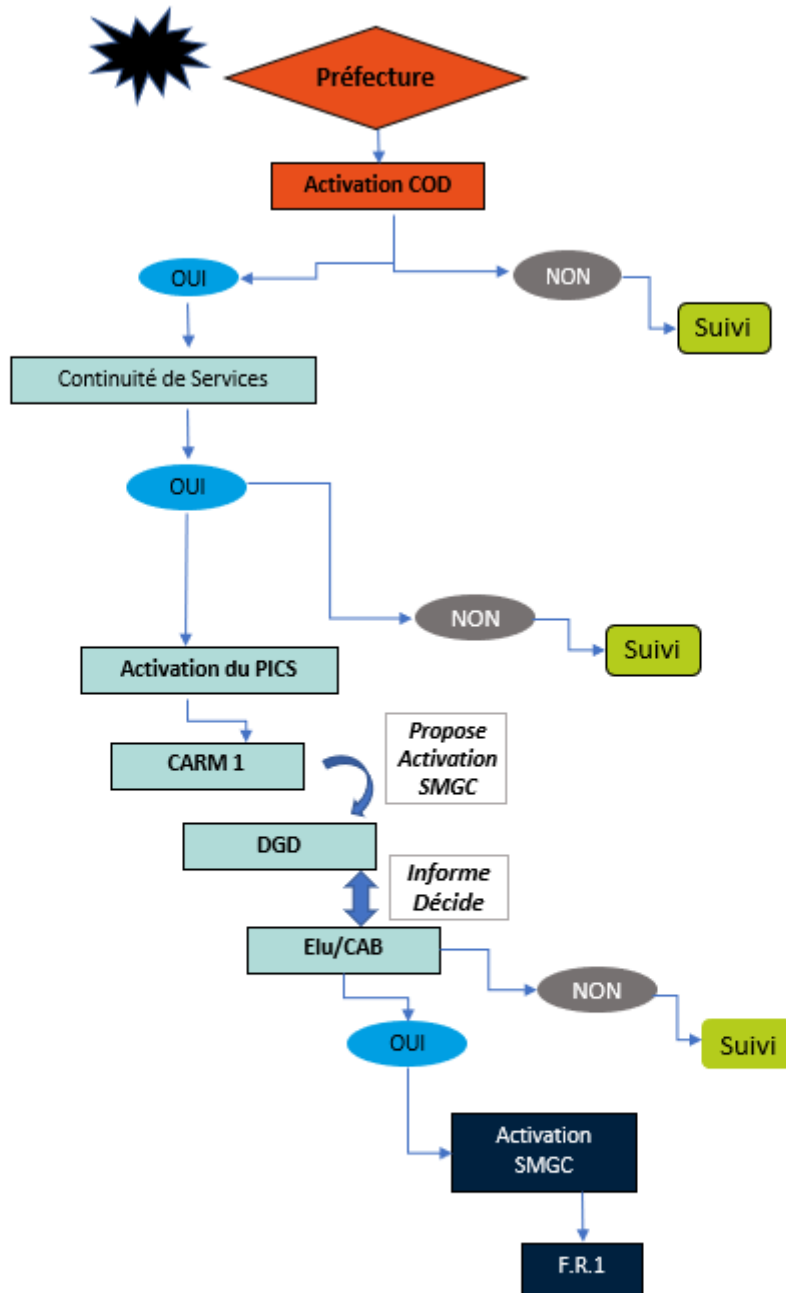 Préfecture
Activation COD
OUI
NON
Suivi
Continuité de Services
OUI
NON
Suivi
Activation du PICS
Propose
Activation
SMGC
CARM 1
DGD
Informe
Décide
Elu/CAB
NON
OUI
Suivi
Activation
SMGC
F.R.1